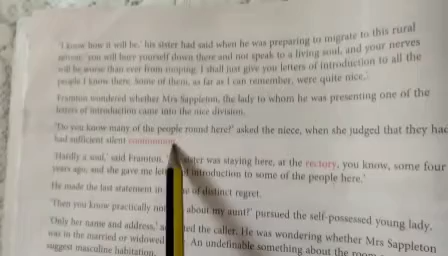 'I know how it will be,' his sister had said when he was preparing to migrate to this rural
retreat; 'you will bury yourself down there and not speak to a living soul, and your nerves
will be worse than ever from moping. I shall just give you letters of introduction to all the
people I know there. Some of them, as far as I can remember, were quite nice.'
Framton wondered whether Mrs Sappleton, the lady to whom he was presenting one of the
letters of introduction came into the nice division.
'Do you know many of the people round here?' asked the niece, when she judged that they had
had sufficient silent communion.
'Hardly a soul,' said Framton. sister was staying here, at the rectory, you know, some four
years ago, and she gave me of introduction to some of the people here.'
He made the last statement in of distinct regret.
'Then you know practically about my aunt?' pursued the self-possessed young lady.
'Only her name and address,' the caller. He was wondering whether Mrs Sappleton
was in the married or widowed An undefinable something about the room
suggest masculine habitation.